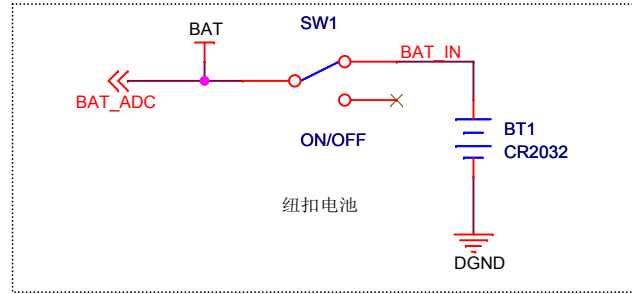 SW1
BAT
BAT_IN
BAT_ADC
BT1
ON/OFF
CR2032
纽扣电池
DGND